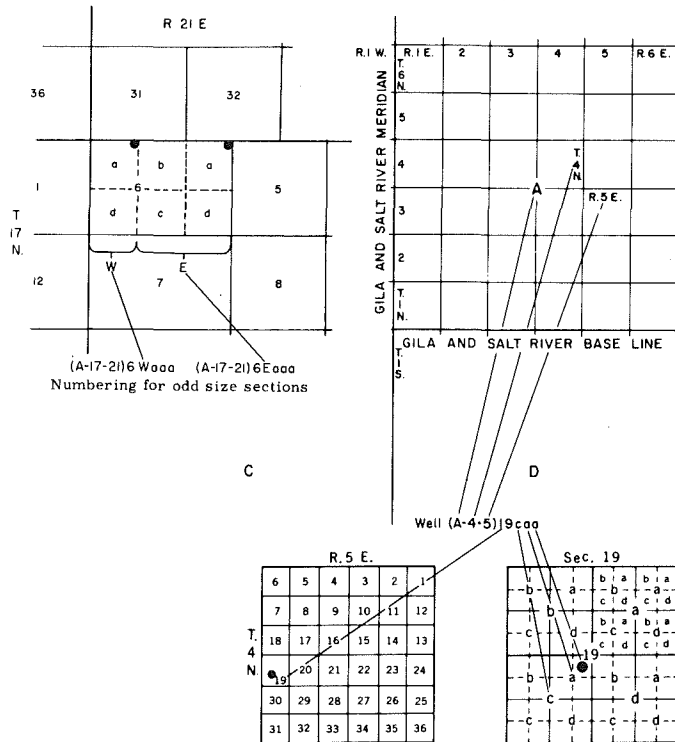 R 21 E
36 31 32
a b a
1 6 5
d c d
T
17
N.
W E
12 7 8
(A-17-21)6 Waaa (A-17-21)6Eaaa
Numbering for odd size sections
R.1 W. R.1 E. 2 3 4 5 R.6 E.
T.
6
N.
5
4
3
2
T.
1
N.
T.
1
S.
GILA AND SALT RIVER MERIDIAN
A
T.
4
N.
R.5 E.
GILA AND SALT RIVER BASE LINE
C D
Well (A-4-5)19caa
R.5 E.
6 5 4 3 2 1
7 8 9 10 11 12
18 17 16 15 14 13
19 20 21 22 23 24
30 29 28 27 26 25
31 32 33 34 35 36
T.
4
N.
Sec. 19
b a b a
b a b a
c d c d
b a
b a b a
c d c d
c d c d
19
b a b a
c d
c d c d